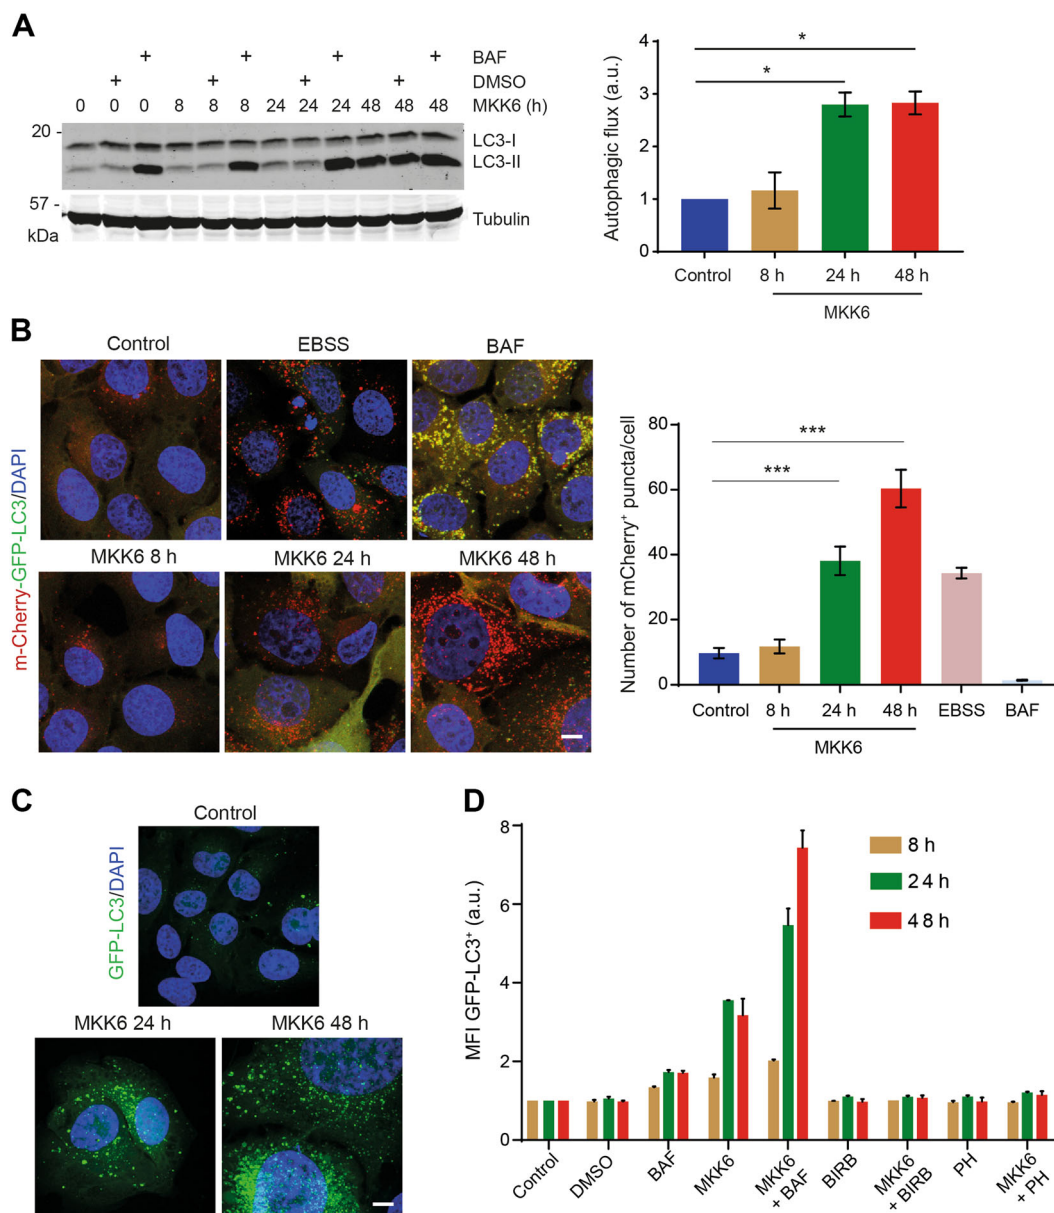 A
+ + + + BAF
+ + + + DMSO
0 0 0 8 8 8 24 24 24 48 48 48 MKK6 (h)
20 -
LC3-I
LC3-II
57 -
Tubulin
kDa
Autophagic flux (a.u.)
4
3
2
1
0
*
*
Control 8 h 24 h 48 h
MKK6
B
m-Cherry-GFP-LC3/DAPI
Control EBSS BAF
MKK6 8 h MKK6 24 h MKK6 48 h
Number of mCherry⁺ puncta/cell
80
60
40
20
0
***
***
Control 8 h 24 h 48 h EBSS BAF
MKK6
C
GFP-LC3/DAPI
Control
MKK6 24 h MKK6 48 h
D
MFI GFP-LC3⁺ (a.u.)
8
6
4
2
0
8 h
24 h
48 h
Control DMSO BAF MKK6 MKK6 + BAF BIRB MKK6 + BIRB PH MKK6 + PH